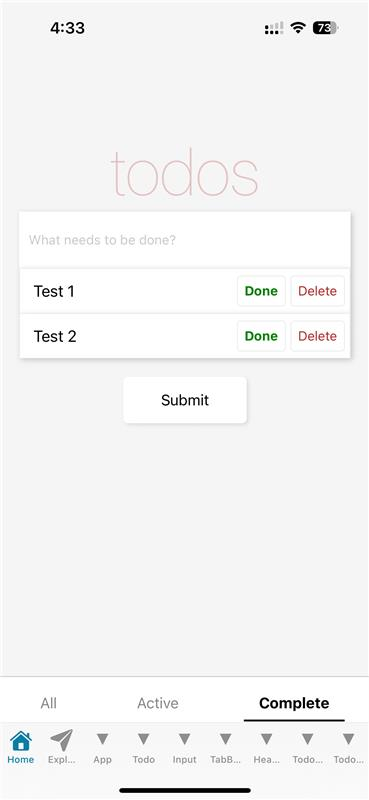 4:33
73
todos
What needs to be done?
Test 1 Done Delete
Test 2 Done Delete
Submit
All Active Complete
Home Expl... App Todo Input TabB... Hea... Todo... Todo...